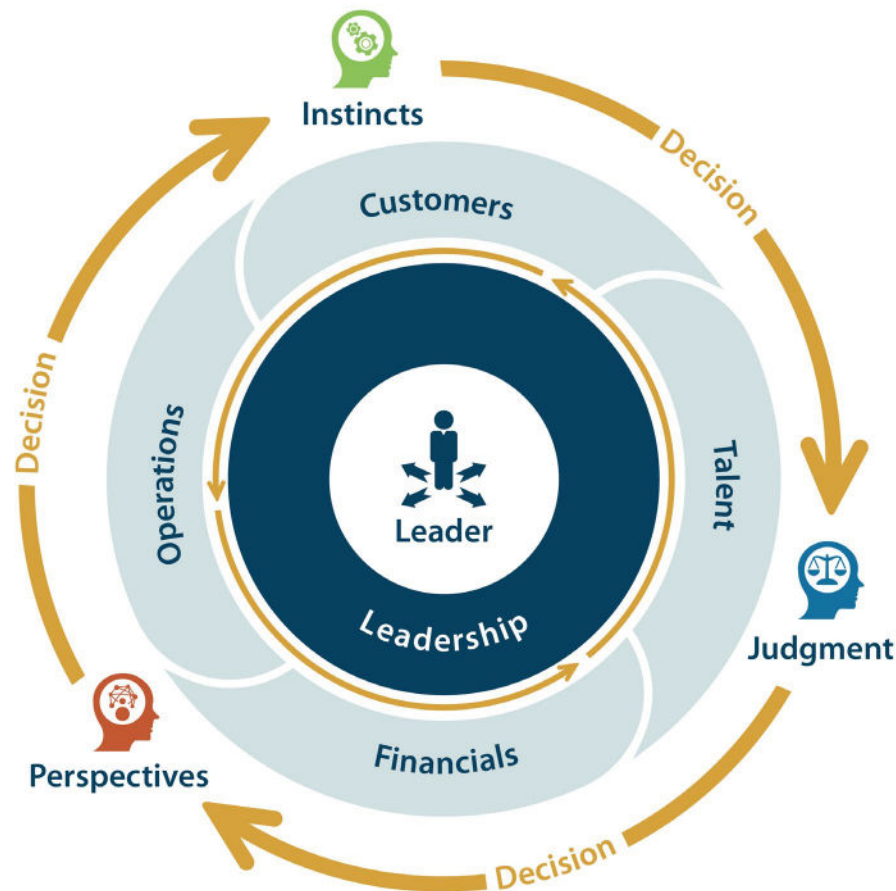 Instincts
Decision
Customers
Operations
Talent
Decision
Leader
Leadership
Judgment
Financials
Perspectives
Decision